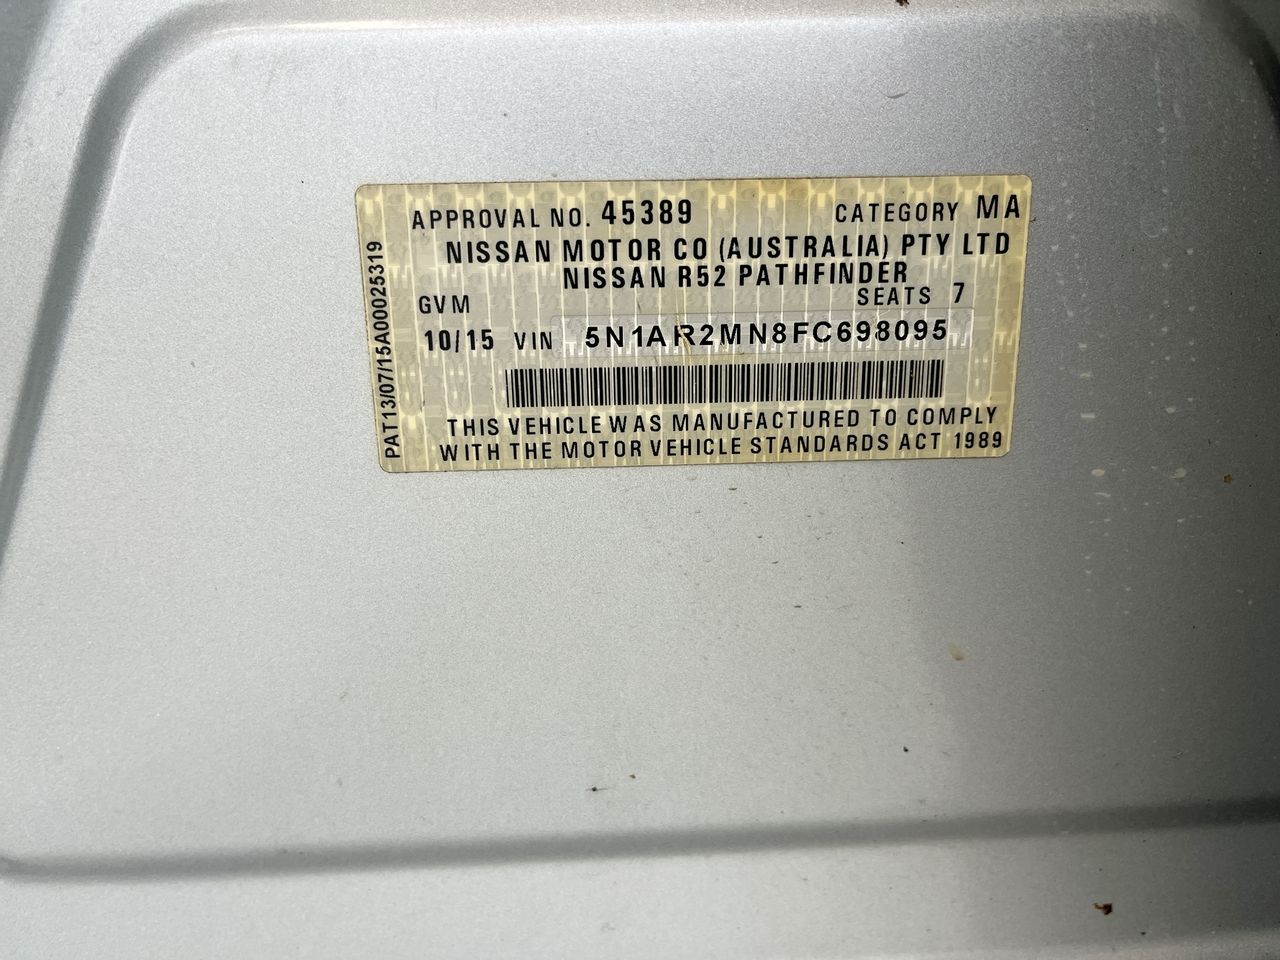 APPROVAL NO. 45389 CATEGORY MA
NISSAN MOTOR CO (AUSTRALIA) PTY LTD
NISSAN R52 PATHFINDER
GVM SEATS 7
10/15 VIN 5N1AR2MN8FC698095
THIS VEHICLE WAS MANUFACTURED TO COMPLY
WITH THE MOTOR VEHICLE STANDARDS ACT 1989
PAT13/07/15A00025319